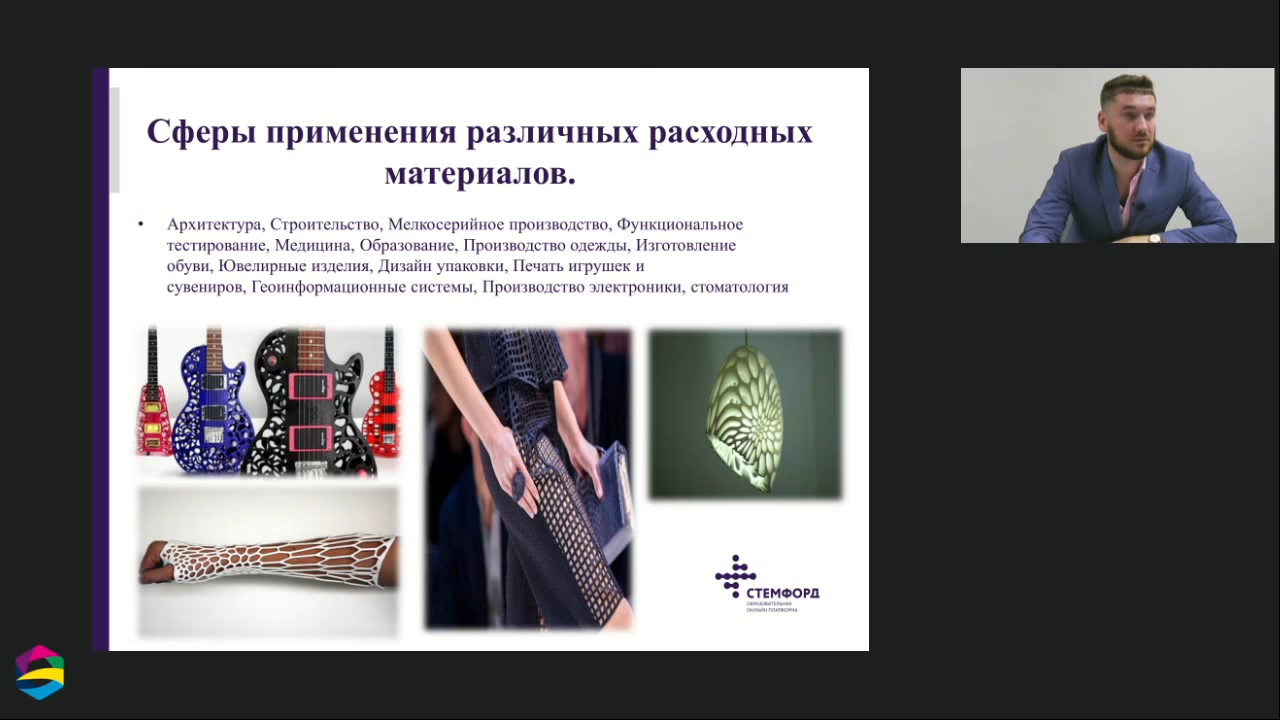 Сферы применения различных расходных
материалов.
• Архитектура, Строительство, Мелкосерийное производство, Функциональное
тестирование, Медицина, Образование, Производство одежды, Изготовление
обуви, Ювелирные изделия, Дизайн упаковки, Печать игрушек и
сувениров, Геоинформационные системы, Производство электроники, стоматология
СТЕМФОРД
ОБРАЗОВАТЕЛЬНАЯ
ОНЛАЙН ПЛАТФОРМА